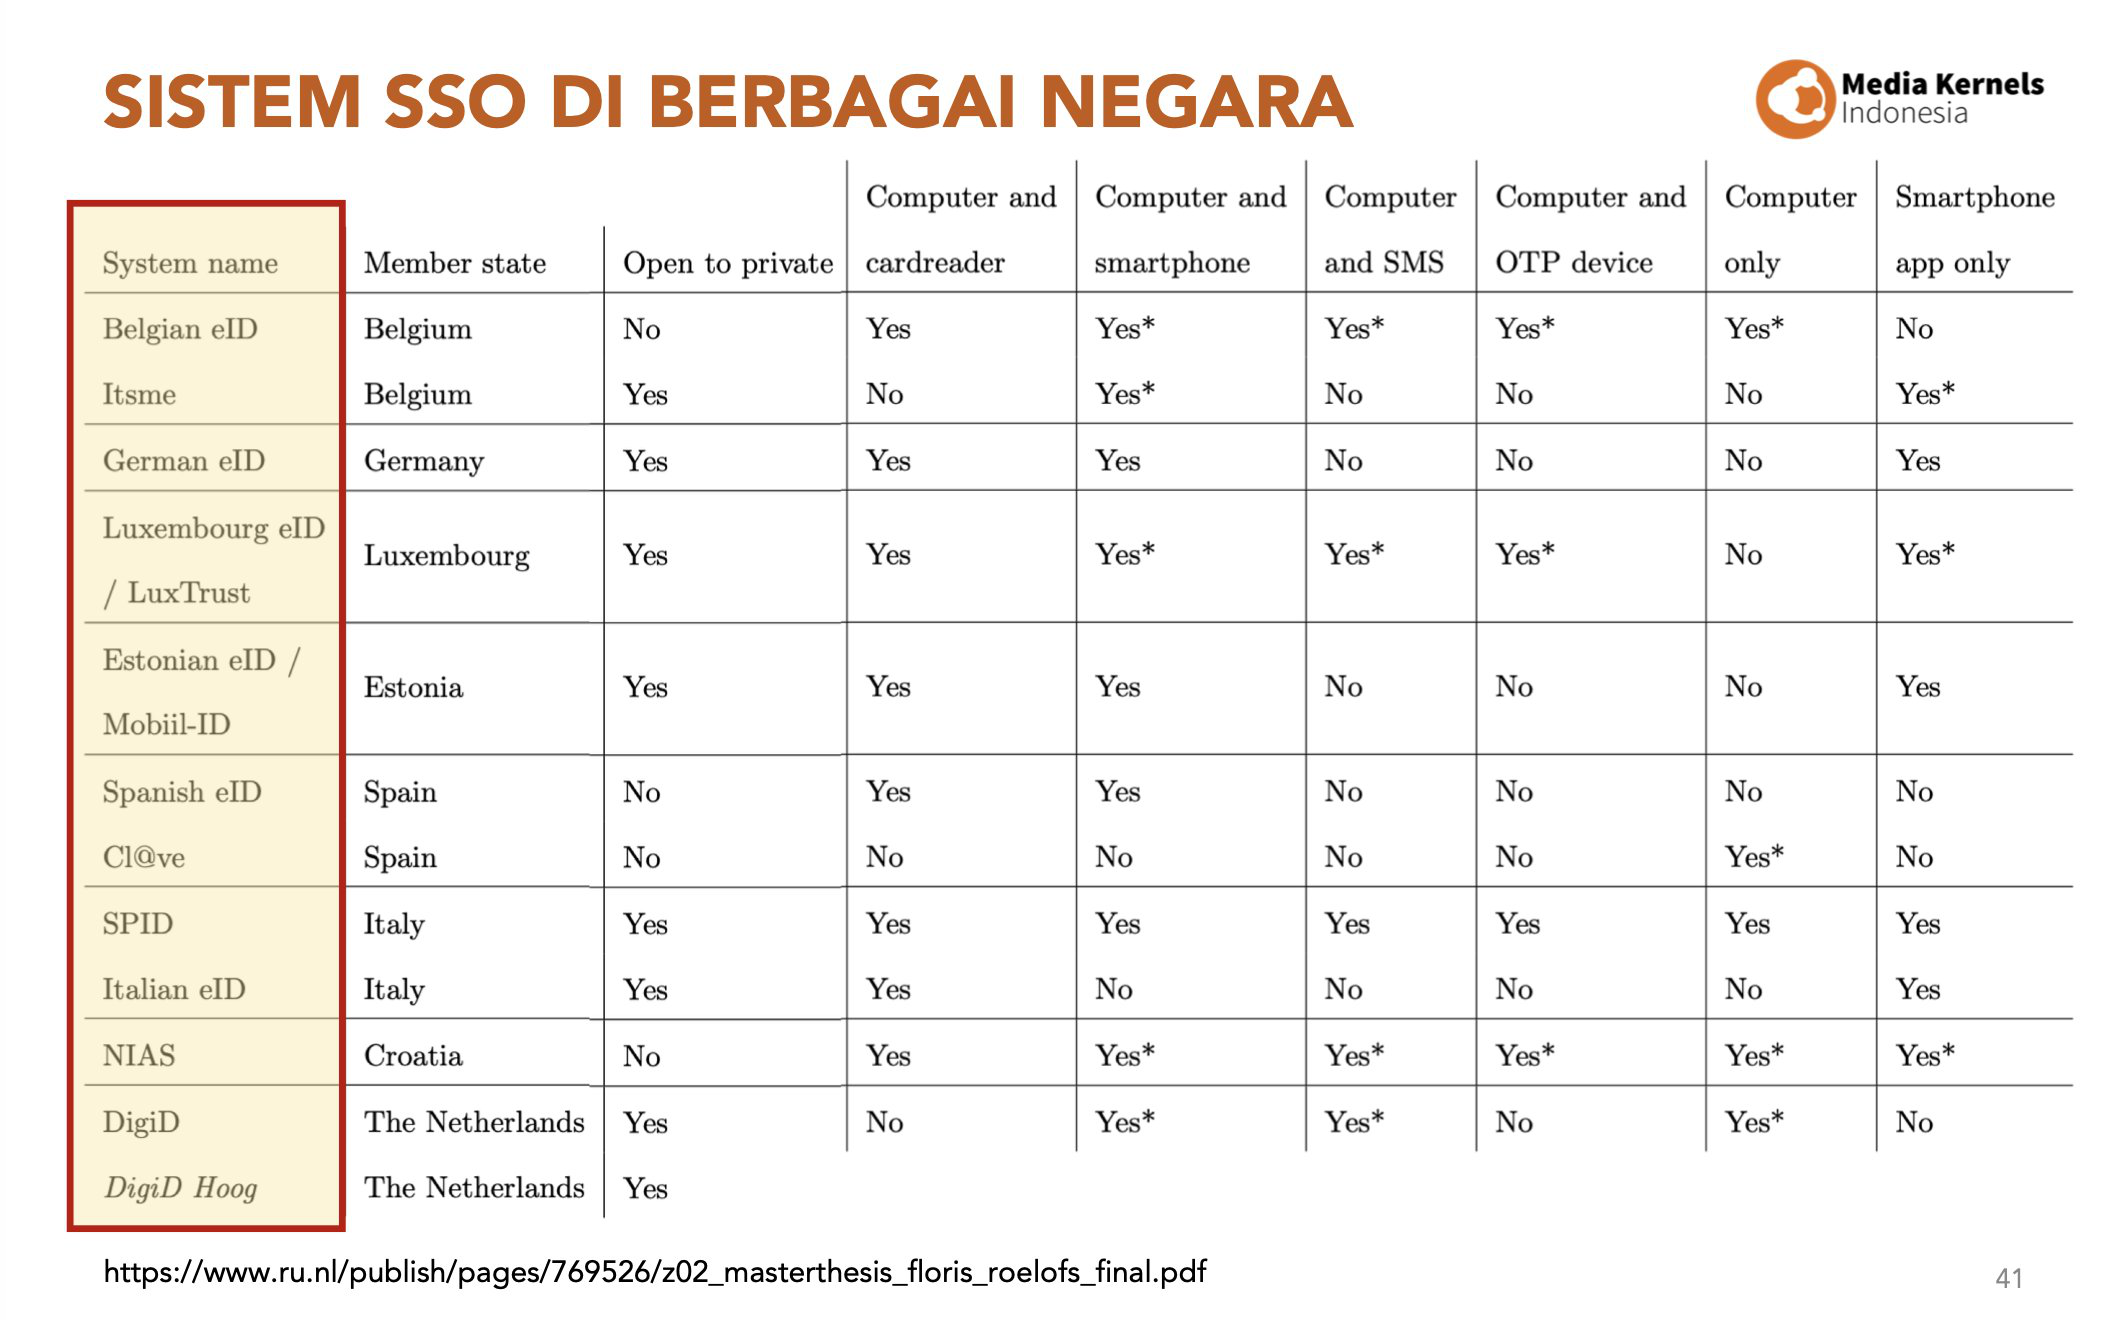 SISTEM SSO DI BERBAGAI NEGARA
Media Kernels
Indonesia
Computer and Computer and Computer Computer and Computer Smartphone
System name Member state Open to private cardreader smartphone and SMS OTP device only app only
Belgian eID Belgium No Yes Yes* Yes* Yes* Yes* No
Itsme Belgium Yes No Yes* No No No Yes*
German eID Germany Yes Yes Yes No No No Yes
Luxembourg eID
/ LuxTrust Luxembourg Yes Yes Yes* Yes* Yes* No Yes*
Estonian eID /
Mobiil-ID Estonia Yes Yes Yes No No No Yes
Spanish eID Spain No Yes Yes No No No No
Cl@ve Spain No No No No No Yes* No
SPID Italy Yes Yes Yes Yes Yes Yes Yes
Italian eID Italy Yes Yes No No No No Yes
NIAS Croatia No Yes Yes* Yes* Yes* Yes* Yes*
DigiD The Netherlands Yes No Yes* Yes* No Yes* No
DigiD Hoog The Netherlands Yes
https://www.ru.nl/publish/pages/769526/z02_masterthesis_floris_roelofs_final.pdf
41